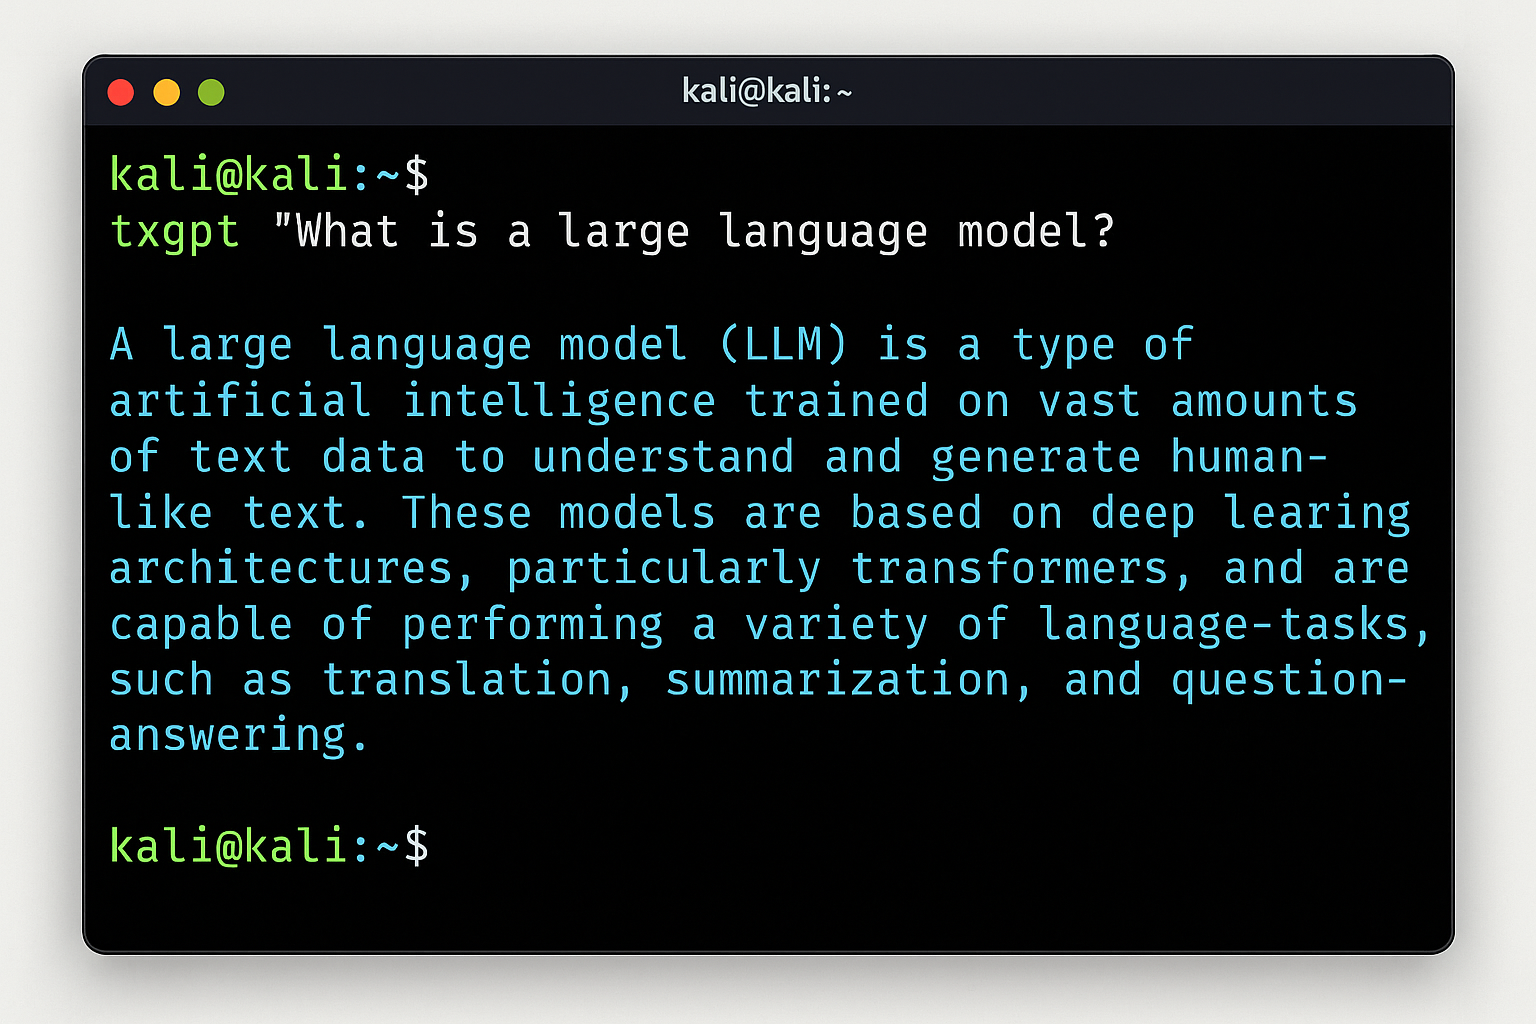 kali@kali: ~
kali@kali:~$
txgpt "What is a large language model?
A large language model (LLM) is a type of
artificial intelligence trained on vast amounts
of text data to understand and generate human-
like text. These models are based on deep learing
architectures, particularly transformers, and are
capable of performing a variety of language-tasks,
such as translation, summarization, and question-
answering.
kali@kali:~$